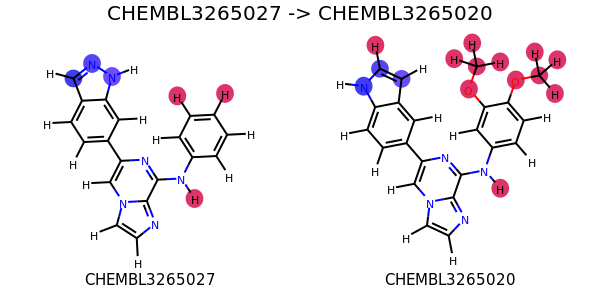 CHEMBL3265027 -> CHEMBL3265020
H N N H H H H H H H H H N N H N N H H
H H H N H H H H H H H H O O H H H H H N N H N N H H
CHEMBL3265027 CHEMBL3265020